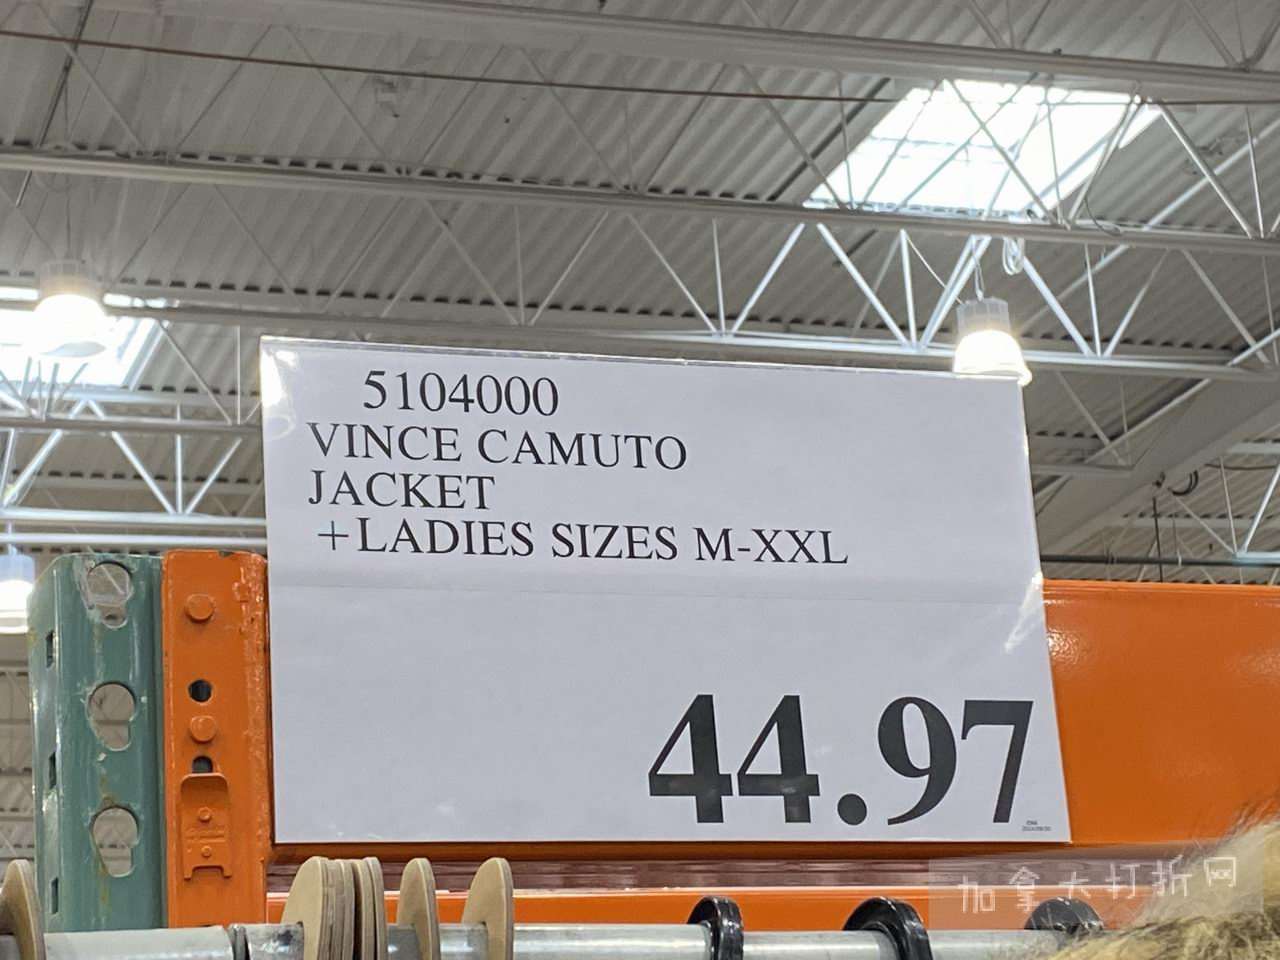 5104000
VINCE CAMUTO
JACKET
+LADIES SIZES M-XXL
44.97
加拿大打折网